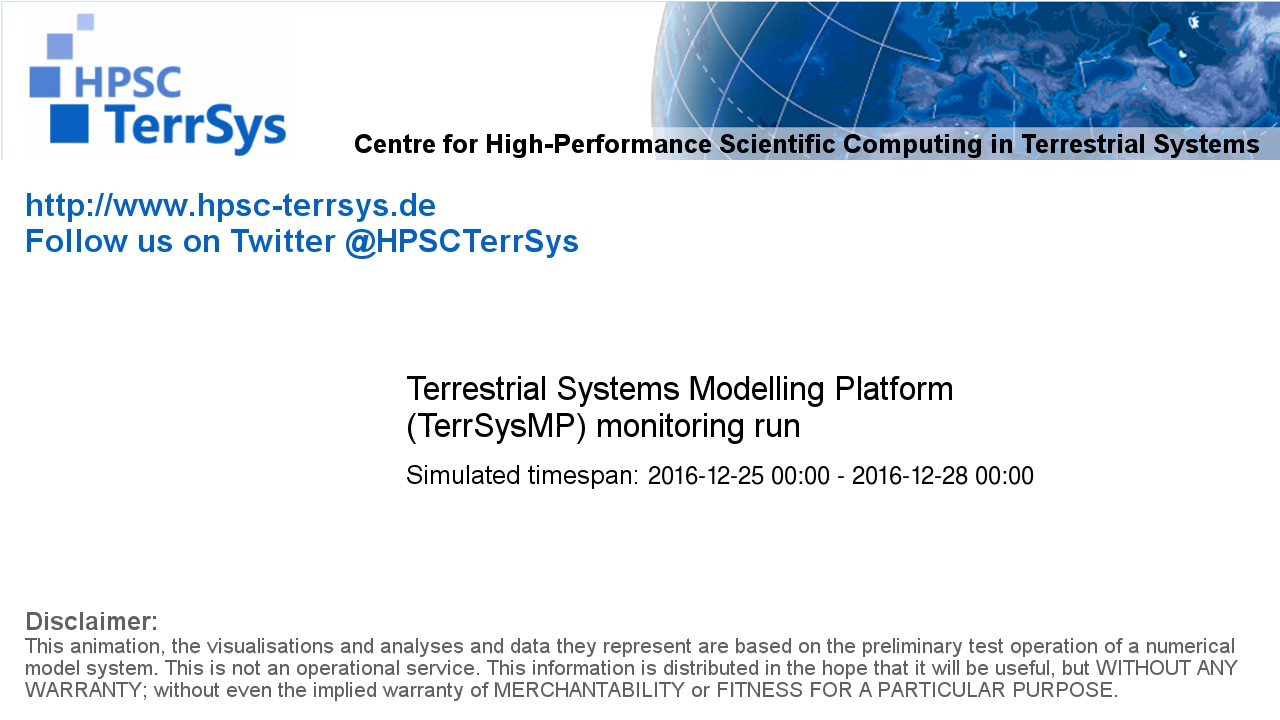 HPSC
TerrSys
Centre for High-Performance Scientific Computing in Terrestrial Systems
http://www.hpsc-terrsys.de
Follow us on Twitter @HPSCTerrSys
Terrestrial Systems Modelling Platform
(TerrSysMP) monitoring run
Simulated timespan: 2016-12-25 00:00 - 2016-12-28 00:00
Disclaimer:
This animation, the visualisations and analyses and data they represent are based on the preliminary test operation of a numerical
model system. This is not an operational service. This information is distributed in the hope that it will be useful, but WITHOUT ANY
WARRANTY; without even the implied warranty of MERCHANTABILITY or FITNESS FOR A PARTICULAR PURPOSE.